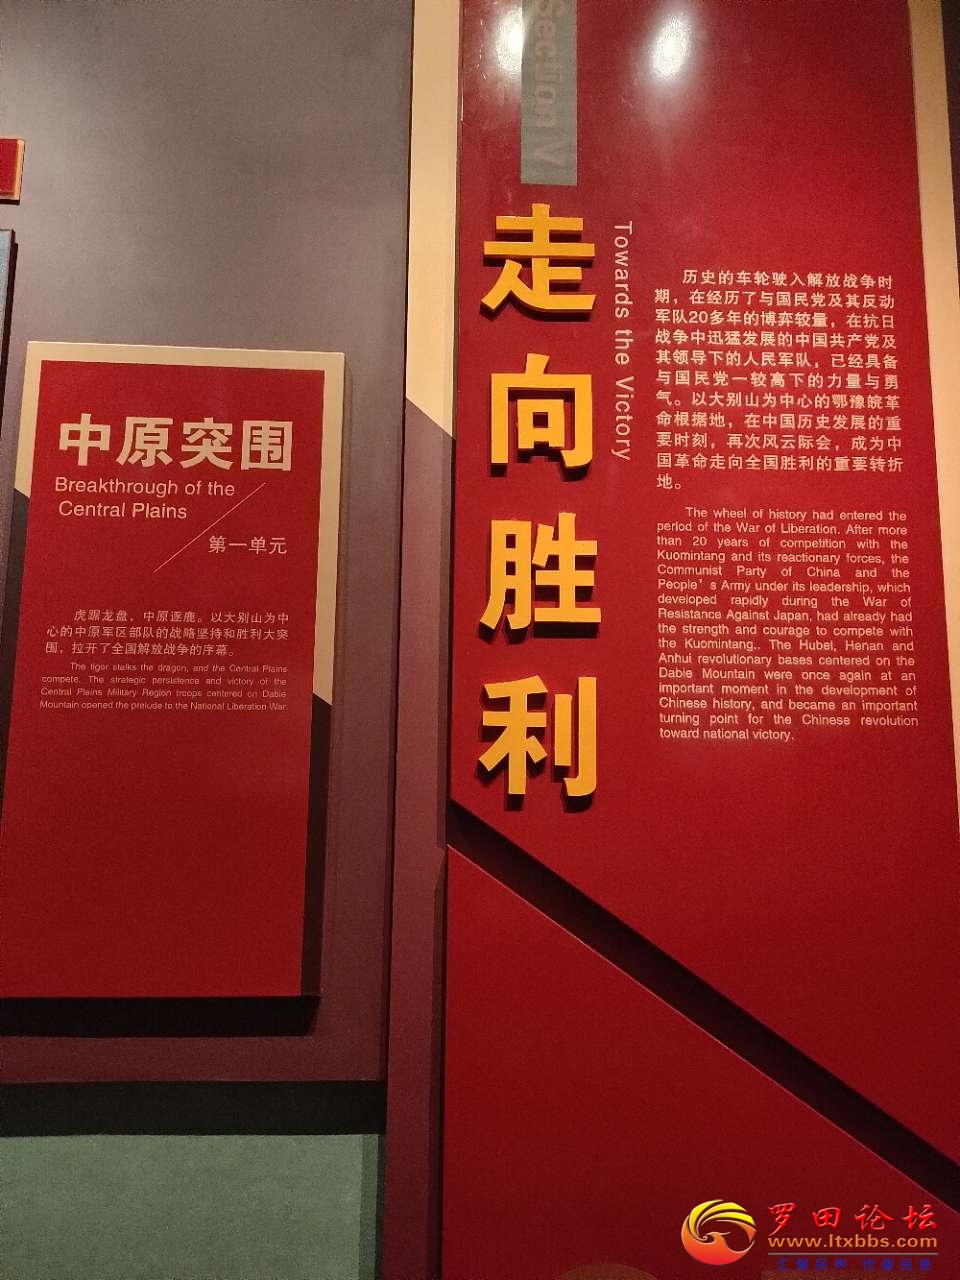 中原突围
Breakthrough of the
Central Plains
第一单元
虎踞龙盘，中原逐鹿。以大别山为中
心的中原军区部队的战略坚持和胜利大突
围，拉开了全国解放战争的序幕。
The tiger stalks the dragon, and the Central Plains
compete. The strategic persistence and victory of the
Central Plains Military Region troops centered on Dabie
Mountain opened the prelude to the National Liberation War.
Section V
走向胜利
Towards the Victory
历史的车轮驶入解放战争时
期，在经历了与国民党及其反动
军队20多年的博弈较量，在抗日
战争中迅猛发展的中国共产党及
其领导下的人民军队，已经具备
与国民党一较高下的力量与勇
气。以大别山为中心的鄂豫皖革
命根据地，在中国历史发展的重
要时刻，再次风云际会，成为中
国革命走向全国胜利的重要转折
地。
The wheel of history had entered the
period of the War of Liberation. After more
than 20 years of competition with the
Kuomintang and its reactionary forces, the
Communist Party of China and the
People's Army under its leadership, which
developed rapidly during the War of
Resistance Against Japan, had already had
the strength and courage to compete with
the Kuomintang.. The Hubei, Henan and
Anhui revolutionary bases centered on the
Dabie Mountain were once again at an
important moment in the development of
Chinese history, and became an important
turning point for the Chinese revolution
toward national victory.
罗田论坛
www.ltxbbs.com
汇聚民声 传递民意